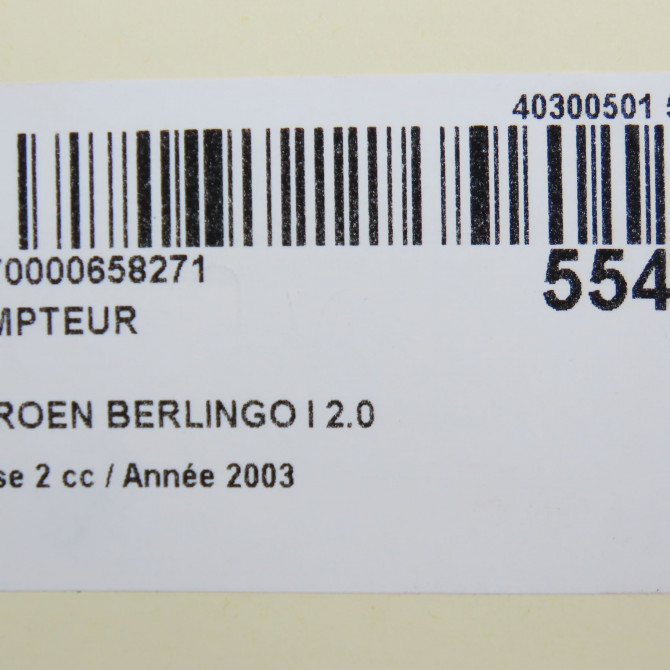 40300501 5
70000658271
554
MPTEUR
ROEN BERLINGO I 2.0
se 2 cc / Année 2003